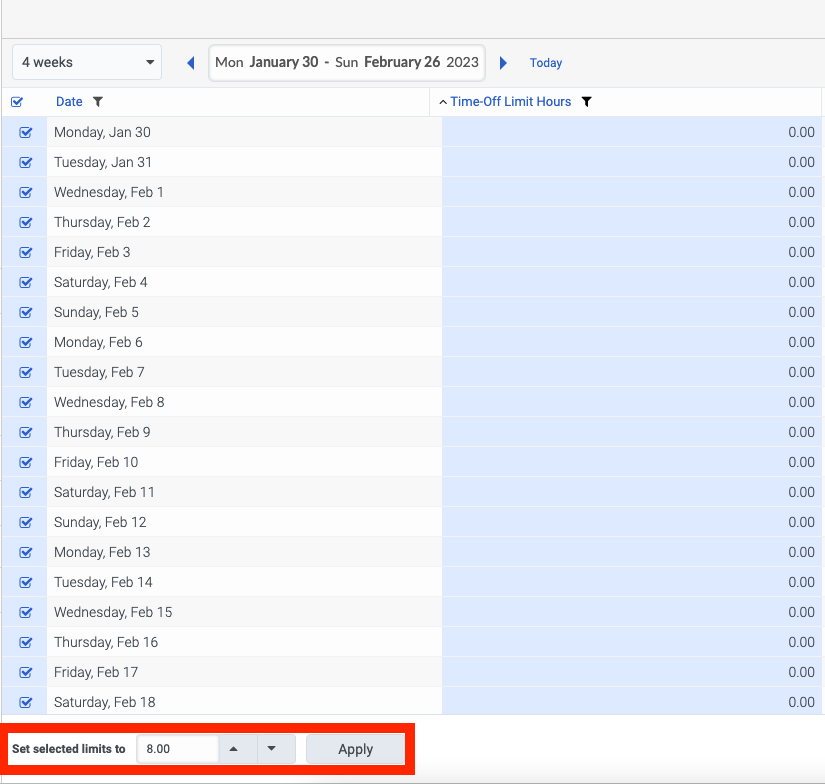 4 weeks Mon January 30 - Sun February 26 2023 Today
Date Time-Off Limit Hours
Monday, Jan 30 0.00
Tuesday, Jan 31 0.00
Wednesday, Feb 1 0.00
Thursday, Feb 2 0.00
Friday, Feb 3 0.00
Saturday, Feb 4 0.00
Sunday, Feb 5 0.00
Monday, Feb 6 0.00
Tuesday, Feb 7 0.00
Wednesday, Feb 8 0.00
Thursday, Feb 9 0.00
Friday, Feb 10 0.00
Saturday, Feb 11 0.00
Sunday, Feb 12 0.00
Monday, Feb 13 0.00
Tuesday, Feb 14 0.00
Wednesday, Feb 15 0.00
Thursday, Feb 16 0.00
Friday, Feb 17 0.00
Saturday, Feb 18 0.00
Set selected limits to 8.00 Apply